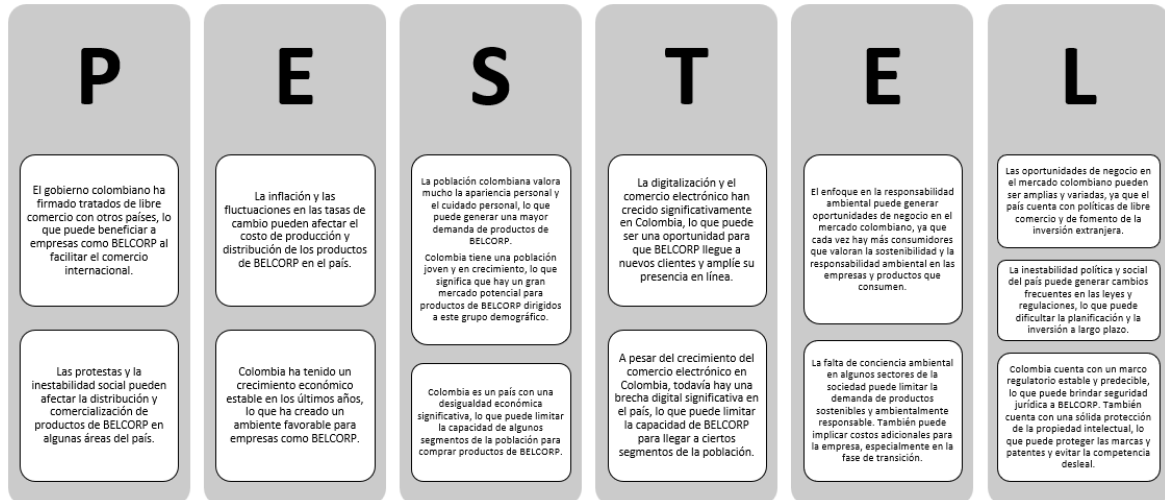 P
El gobierno colombiano ha
firmado tratados de libre
comercio con otros países, lo
que puede beneficiar a
empresas como BELCORP al
facilitar el comercio
internacional.
Las protestas y la
inestabilidad social pueden
afectar la distribución y
comercialización de
productos de BELCORP en
algunas áreas del país.
E
La inflación y las
fluctuaciones en las tasas de
cambio pueden afectar el
costo de producción y
distribución de los productos
de BELCORP en el país.
Colombia ha tenido un
crecimiento económico
estable en los últimos años,
lo que ha creado un
ambiente favorable para
empresas como BELCORP.
S
La población colombiana valora
mucho la apariencia personal y
el cuidado personal, lo que
puede generar una mayor
demanda de productos de
BELCORP.
Colombia tiene una población
joven y en crecimiento, lo que
significa que hay un gran
mercado potencial para
productos de BELCORP dirigidos
a este grupo demográfico.
Colombia es un país con una
desigualdad económica
significativa, lo que puede limitar
la capacidad de algunos
segmentos de la población para
comprar productos de BELCORP.
T
La digitalización y el
comercio electrónico han
crecido significativamente
en Colombia, lo que puede
ser una oportunidad para
que BELCORP llegue a
nuevos clientes y amplíe su
presencia en línea.
A pesar del crecimiento del
comercio electrónico en
Colombia, todavía hay una
brecha digital significativa en
el país, lo que puede limitar
la capacidad de BELCORP
para llegar a ciertos
segmentos de la población.
E
El enfoque en la responsabilidad
ambiental puede generar
oportunidades de negocio en el
mercado colombiano, ya que
cada vez hay más consumidores
que valoran la sostenibilidad y la
responsabilidad ambiental en las
empresas y productos que
consumen.
La falta de conciencia ambiental
en algunos sectores de la
sociedad puede limitar la
demanda de productos
sostenibles y ambientalmente
responsable. También puede
implicar costos adicionales para
la empresa, especialmente en la
fase de transición.
L
Las oportunidades de negocio en
el mercado colombiano pueden
ser amplias y variadas, ya que el
país cuenta con políticas de libre
comercio y de fomento de la
inversión extranjera.
La inestabilidad política y social
del país puede generar cambios
frecuentes en las leyes y
regulaciones, lo que puede
dificultar la planificación y la
inversión a largo plazo.
Colombia cuenta con un marco
regulatorio estable y predecible,
lo que puede brindar seguridad
jurídica a BELCORP. También
cuenta con una sólida protección
de la propiedad intelectual, lo
que puede proteger las marcas y
patentes y evitar la competencia
desleal.